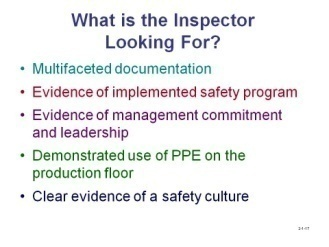 What is the Inspector
Looking For?
• Multifaceted documentation
• Evidence of implemented safety program
• Evidence of management commitment
and leadership
• Demonstrated use of PPE on the
production floor
• Clear evidence of a safety culture